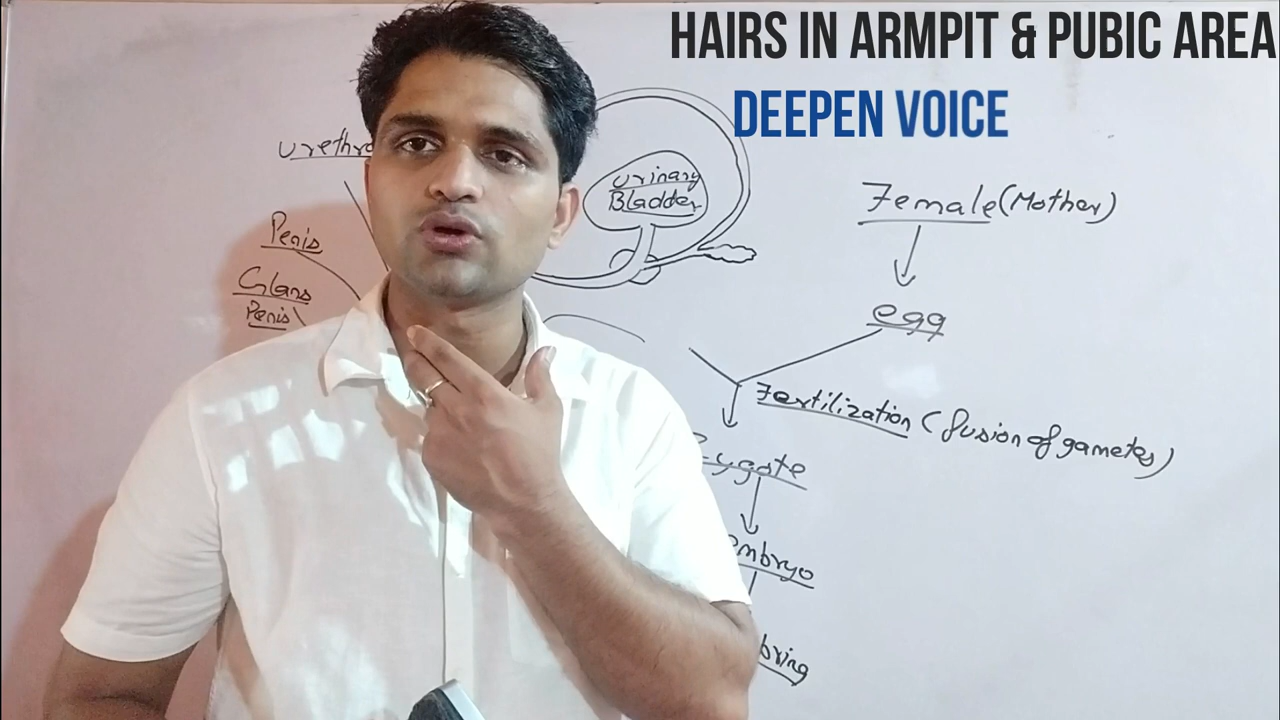 HAIRS IN ARMPIT & PUBIC AREA
DEEPEN VOICE
urethra
Urinary
Bladder
Female (Mother)
Penis
Glans
Penis
egg
Fertilization (fusion of gametes)
Zygote
embryo